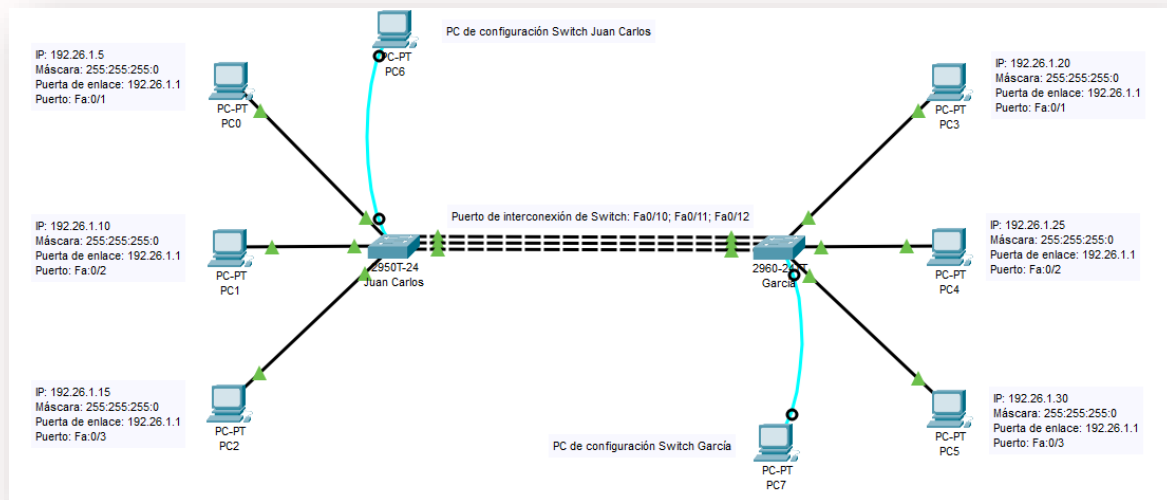 PC de configuración Switch Juan Carlos
PC-PT
PC6
IP: 192.26.1.5
Máscara: 255:255:255:0
Puerta de enlace: 192.26.1.1
Puerto: Fa:0/1
PC-PT
PC0
IP: 192.26.1.20
Máscara: 255:255:255:0
Puerta de enlace: 192.26.1.1
Puerto: Fa:0/1
PC-PT
PC3
IP: 192.26.1.10
Máscara: 255:255:255:0
Puerta de enlace: 192.26.1.1
Puerto: Fa:0/2
PC-PT
PC1
2950T-24
Juan Carlos
Puerto de interconexión de Switch: Fa0/10; Fa0/11; Fa0/12
García
IP: 192.26.1.25
Máscara: 255:255:255:0
Puerta de enlace: 192.26.1.1
Puerto: Fa:0/2
PC-PT
PC4
IP: 192.26.1.15
Máscara: 255:255:255:0
Puerta de enlace: 192.26.1.1
Puerto: Fa:0/3
PC-PT
PC2
PC de configuración Switch García
PC-PT
PC7
IP: 192.26.1.30
Máscara: 255:255:255:0
Puerta de enlace: 192.26.1.1
Puerto: Fa:0/3
PC-PT
PC5